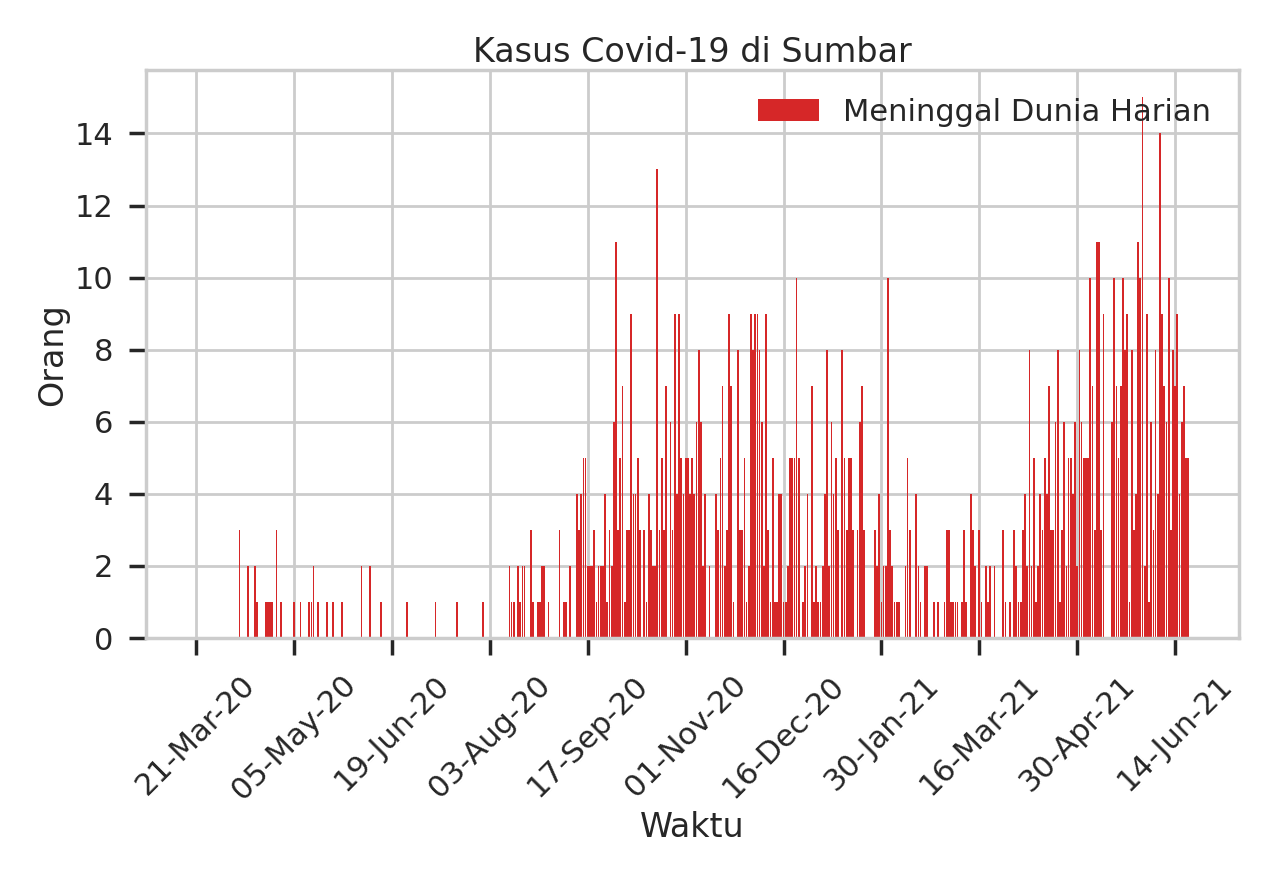 Kasus Covid-19 di Sumbar
Meninggal Dunia Harian
Orang
14
12
10
8
6
4
2
0
21-Mar-20
05-May-20
19-Jun-20
03-Aug-20
17-Sep-20
01-Nov-20
16-Dec-20
30-Jan-21
16-Mar-21
30-Apr-21
14-Jun-21
Waktu